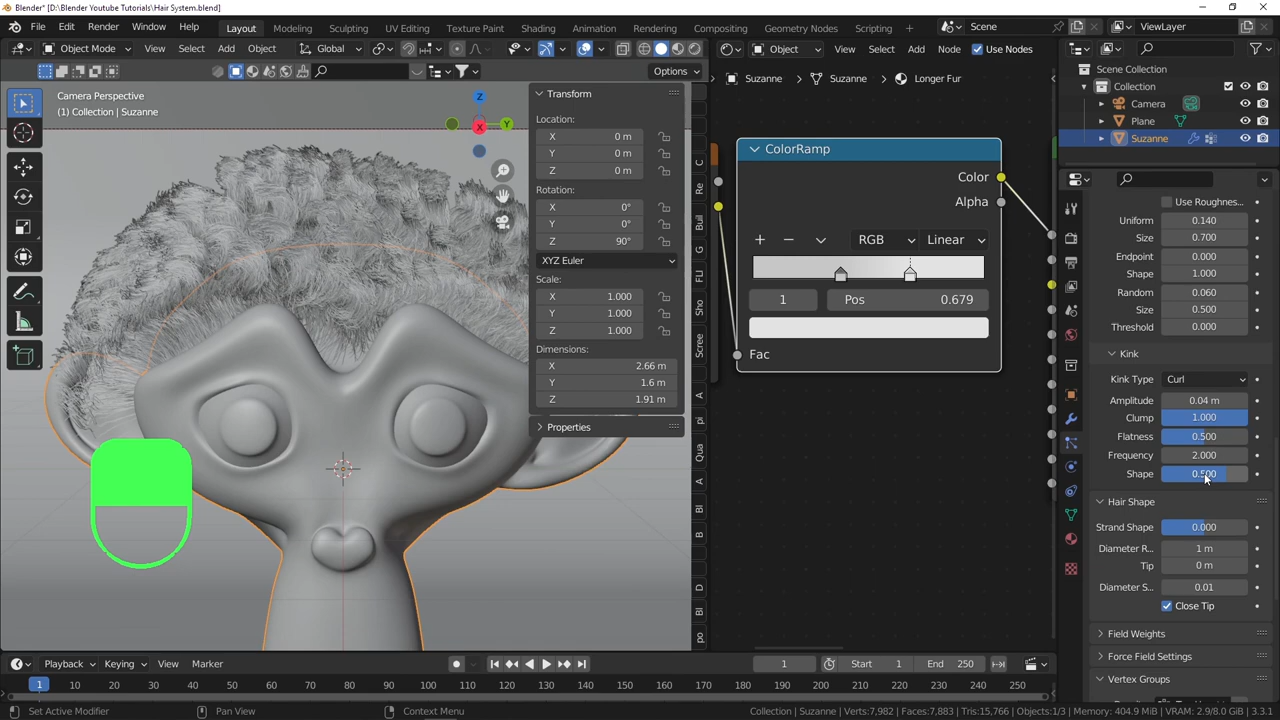 Blender* [D:\Blender Youtube Tutorials\Hair System.blend]
File Edit Render Window Help Layout Modeling Sculpting UV Editing Texture Paint Shading Animation Rendering Compositing Geometry Nodes Scripting Scene ViewLayer
Object Mode View Select Add Object Global Object View Select Add Node Use Nodes
Options
Suzanne Suzanne Longer Fur
Scene Collection
Collection
Camera
Plane
Suzanne
Camera Perspective
(1) Collection | Suzanne
Z
Y
X
Transform
Location:
X 0 m
Y 0 m
Z 0 m
Rotation:
X 0°
Y 0°
Z 90°
XYZ Euler
Scale:
X 1.000
Y 1.000
Z 1.000
Dimensions:
X 2.66 m
Y 1.6 m
Z 1.91 m
Properties
C
Re
Buil
G
FLI
Sho
Scree
A
pi
Qua
A
Bl
B
D
Bl
po
ColorRamp
Color
Alpha
RGB Linear
1 Pos 0.679
Fac
Use Roughnes...
Uniform 0.140
Size 0.700
Endpoint 0.000
Shape 1.000
Random 0.060
Size 0.500
Threshold 0.000
Kink
Kink Type Curl
Amplitude 0.04 m
Clump 1.000
Flatness 0.500
Frequency 2.000
Shape 0.500
Hair Shape
Strand Shape 0.000
Diameter R... 1 m
Tip 0 m
Diameter S... 0.01
Close Tip
Field Weights
Force Field Settings
Vertex Groups
Playback Keying View Marker 1 Start 1 End 250
1 10 20 30 40 50 60 70 80 90 100 110 120 130 140 150 160 170 180 190 200 210 220 230 240 250
Set Active Modifier Pan View Context Menu Collection | Suzanne | Verts:7,982 | Faces:7,883 | Tris:15,766 | Objects:1/3 | Memory: 404.9 MiB | VRAM: 2.9/8.0 GiB | 3.3.1